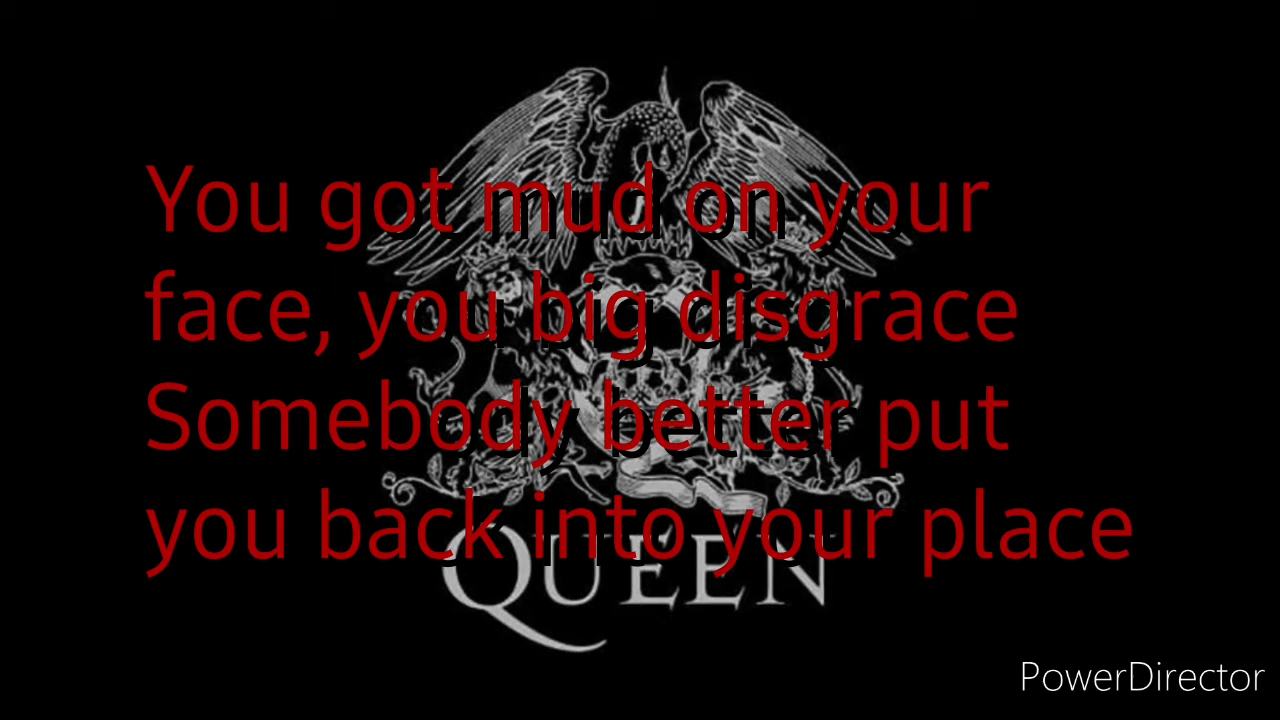 You got mud on your
face, you big disgrace
Somebody better put
you back into your place
QUEEN
PowerDirector